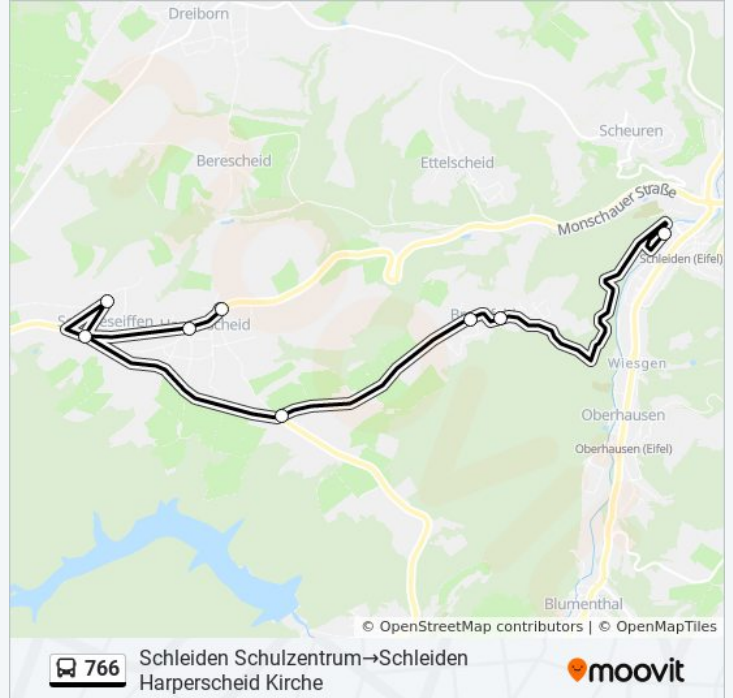 Dreiborn
Scheuren
Berescheid
Ettelscheid
Monschauer Straße
Schleiden (Eifel)
Wiesgen
Oberhausen
Oberhausen (Eifel)
Blumenthal
© OpenStreetMap contributors | © OpenMapTiles
766
Schleiden Schulzentrum→Schleiden
Harperscheid Kirche
moovit